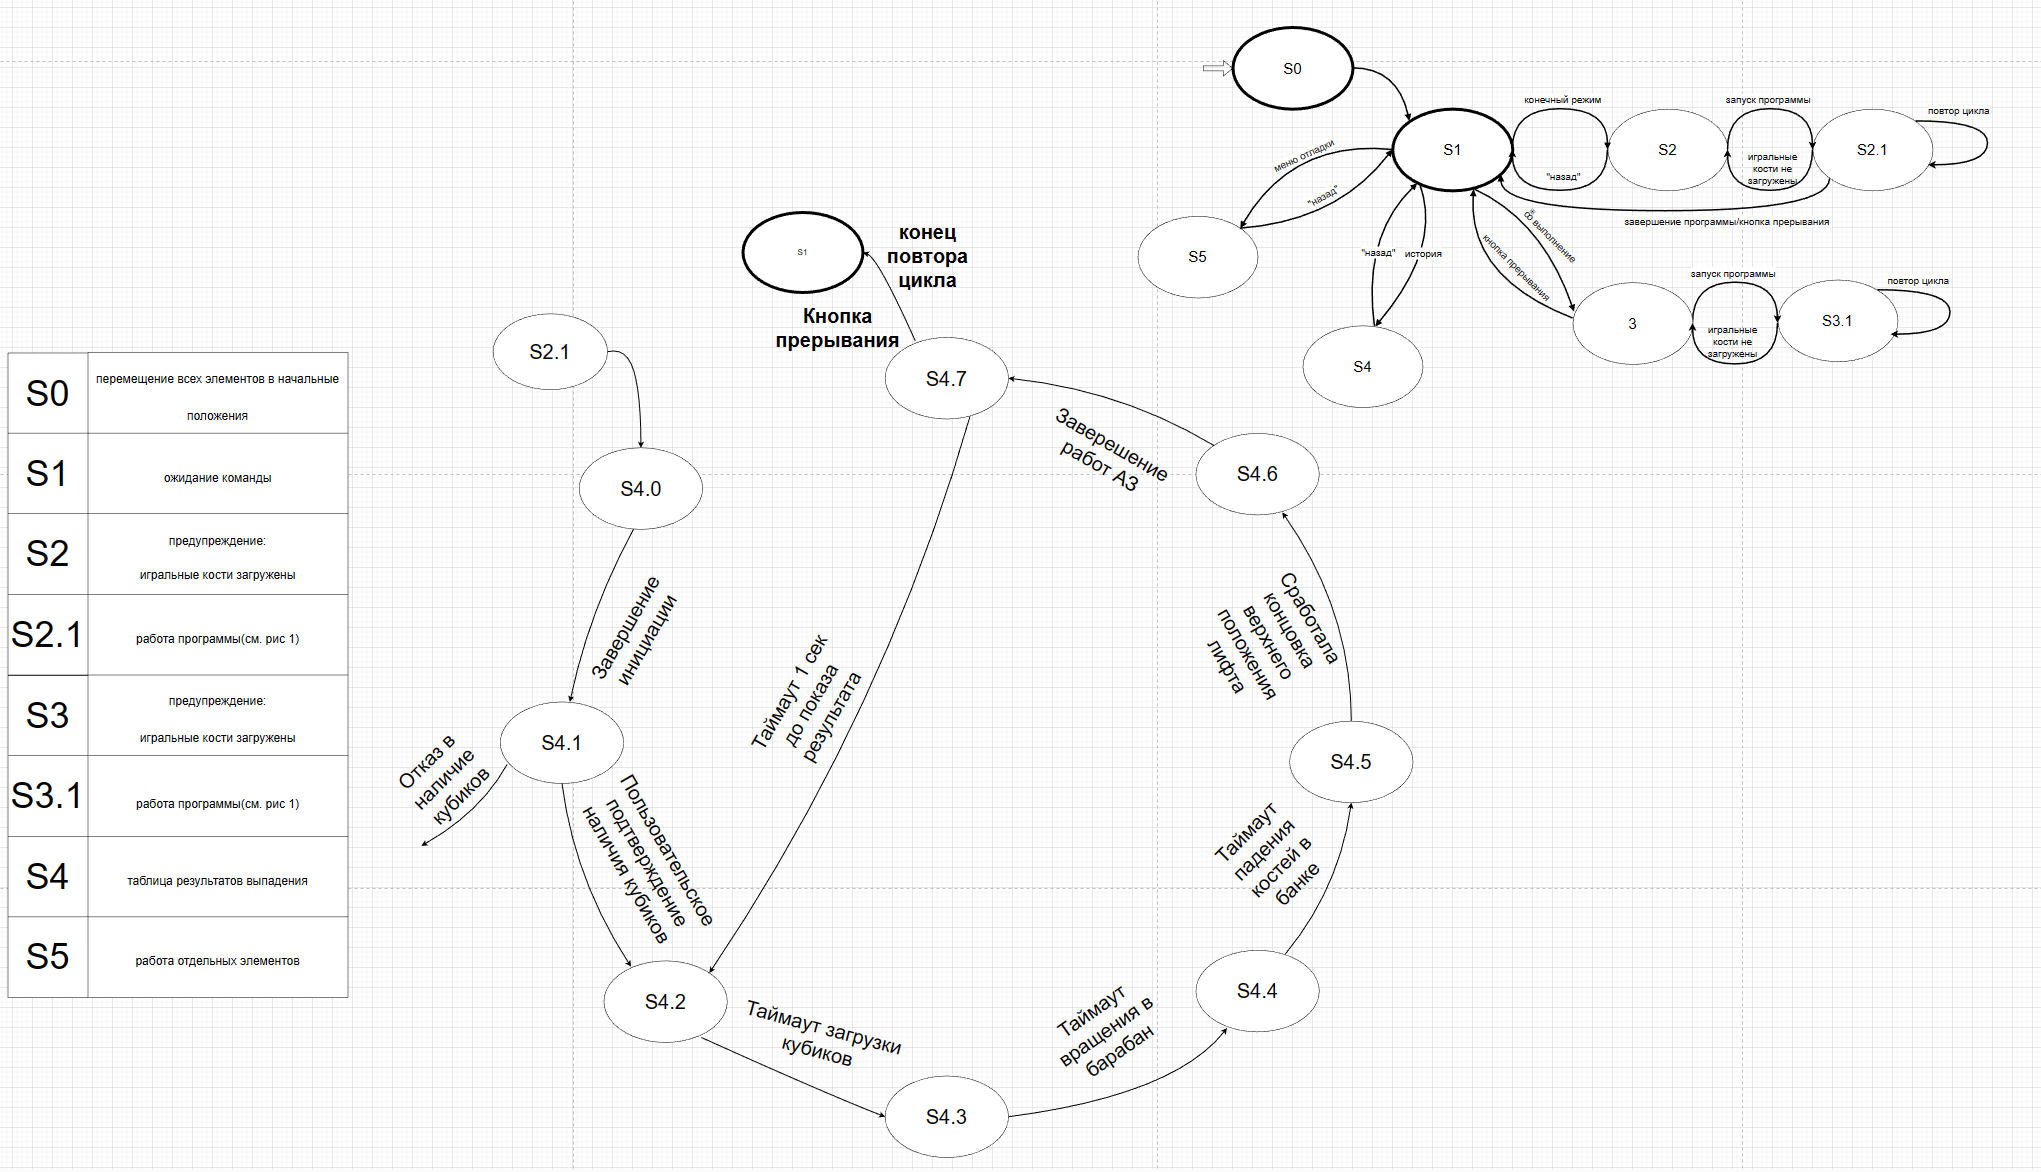 S0
перемещение всех элементов в начальные
положения
S1
ожидание команды
S2
предупреждение:
игральные кости загружены
S2.1
работа программы(см. рис 1)
S3
предупреждение:
игральные кости загружены
S3.1
работа программы(см. рис 1)
S4
таблица результатов выпадения
S5
работа отдельных элементов
S1
конец
повтора
цикла
Кнопка
прерывания
S2.1
S4.7
S4.0
Завершение
инициации
S4.1
Отказ в
наличие
кубиков
Пользовательское
подтверждение
наличия кубиков
Таймаут 1 сек
до показа
результата
S4.2
Таймаут загрузки
кубиков
S4.3
Таймаут
вращения в
барабан
S4.4
Таймаут
падения
костей в
банке
S4.5
Сработала
концовка
верхнего
положения
лифта
S4.6
Заверешение
работ АЗ
S0
S1
конечный режим
"назад"
S2
запуск программы
игральные
кости не
загружены
S2.1
повтор цикла
завершение программы/кнопка прерывания
меню отладки
"назад"
S5
"назад"
история
S4
выполнение
кнопка прерывания
3
запуск программы
игральные
кости не
загружены
S3.1
повтор цикла